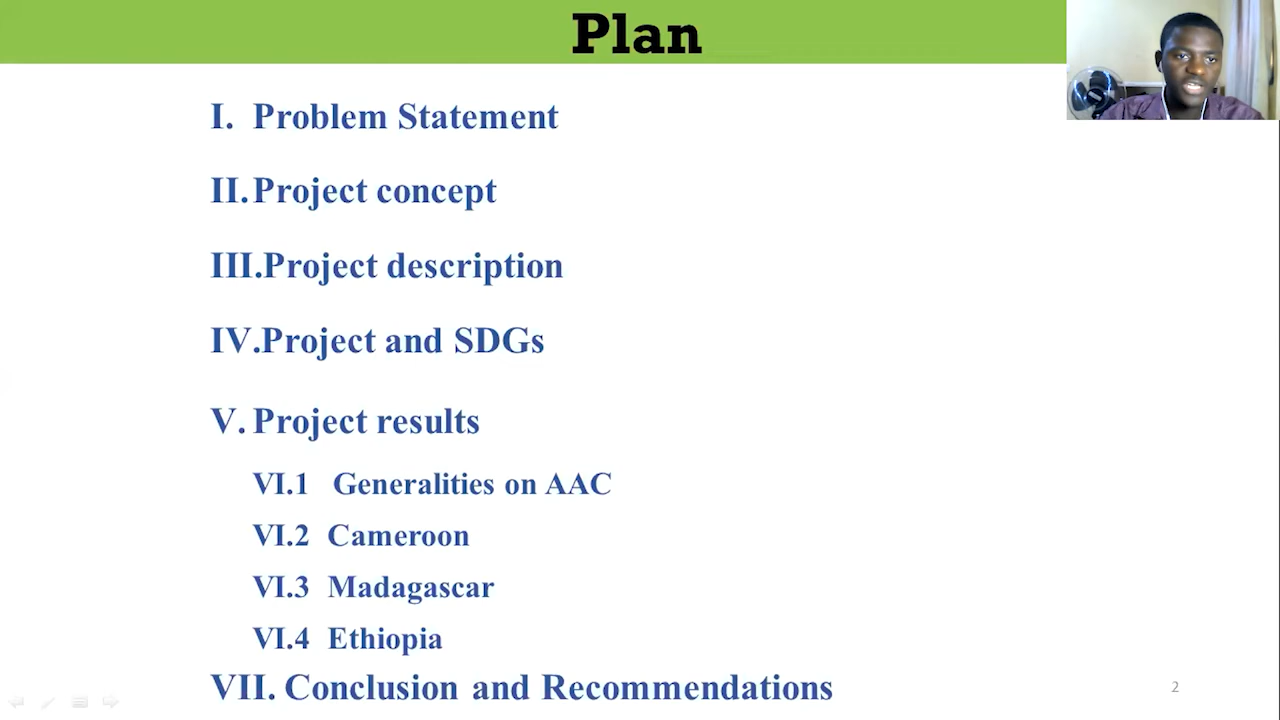 Plan
I. Problem Statement
II. Project concept
III.Project description
IV.Project and SDGs
V. Project results
VI.1 Generalities on AAC
VI.2 Cameroon
VI.3 Madagascar
VI.4 Ethiopia
VII. Conclusion and Recommendations
2